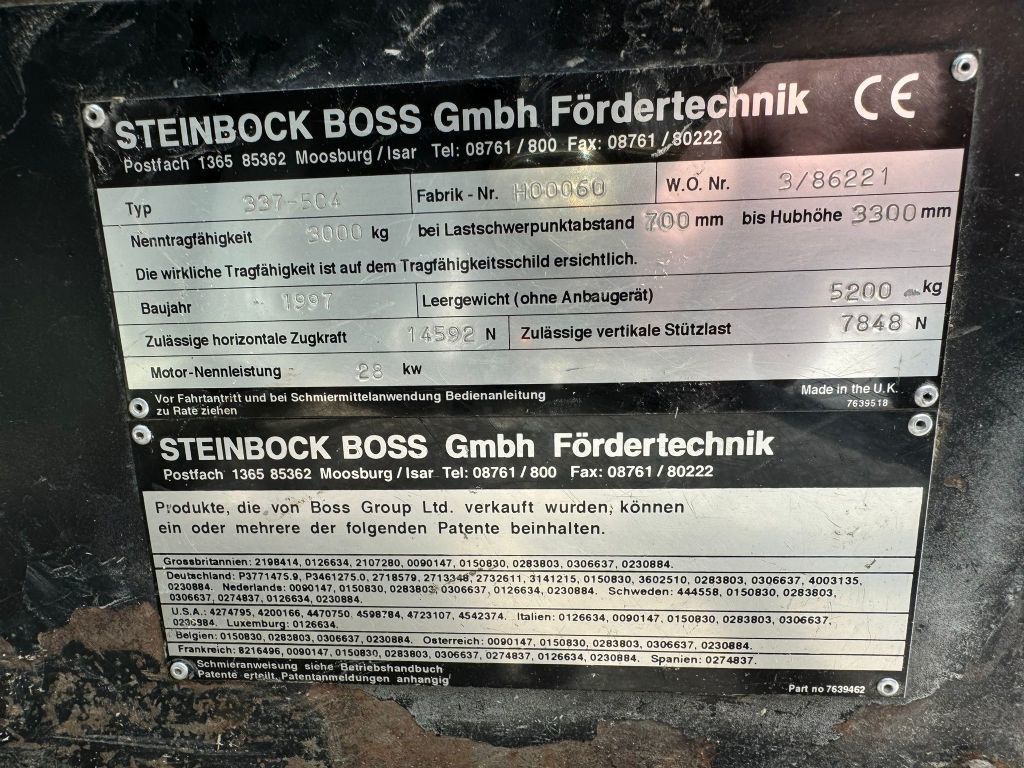 STEINBOCK BOSS Gmbh Fördertechnik CE
Postfach 1365 85362 Moosburg / Isar Tel: 08761 / 800 Fax: 08761 / 80222
Typ 337-5C4 Fabrik - Nr. H00060 W.O. Nr. 3/86221
Nenntragfähigkeit 3000 kg bei Lastschwerpunktabstand 700 mm bis Hubhöhe 3300 mm
Die wirkliche Tragfähigkeit ist auf dem Tragfähigkeitsschild ersichtlich.
Baujahr 1997 Leergewicht (ohne Anbaugerät) 5200 kg
Zulässige horizontale Zugkraft 14592 N Zulässige vertikale Stützlast 7848 N
Motor-Nennleistung 28 kw
Vor Fahrtantritt und bei Schmiermittelanwendung Bedienanleitung Made in the U.K.
zu Rate ziehen 7639518
STEINBOCK BOSS Gmbh Fördertechnik
Postfach 1365 85362 Moosburg / Isar Tel: 08761 / 800 Fax: 08761 / 80222
Produkte, die von Boss Group Ltd. verkauft wurden, können
ein oder mehrere der folgenden Patente beinhalten.
Grossbritannien: 2198414, 0126634, 2107280, 0090147, 0150830, 0283803, 0306637, 0230884.
Deutschland: P3771475.9, P3461275.0, 2718579, 2713348, 2732611, 3141215, 0150830, 3602510, 0283803, 0306637, 4003135,
0230884. Nederlands: 0090147, 0150830, 0283803, 0306637, 0126634, 0230884. Schweden: 444558, 0150830, 0283803,
0306637, 0274837, 0126634, 0230884.
U.S.A.: 4274795, 4200166, 4470750, 4598784, 4723107, 4542374. Italien: 0126634, 0090147, 0150830, 0283803, 0306637,
0230984. Luxemburg: 0126634.
Belgien: 0150830, 0283803, 0306637, 0230884. Osterreich: 0090147, 0150830, 0283803, 0306637, 0230884.
Frankreich: 8216496, 0090147, 0150830, 0283803, 0306637, 0274837, 0126634, 0230884. Spanien: 0274837.
Schmieranweisung siehe Betriebshandbuch
Patente erteilt, Patentanmeldungen anhängig Part no 7639462